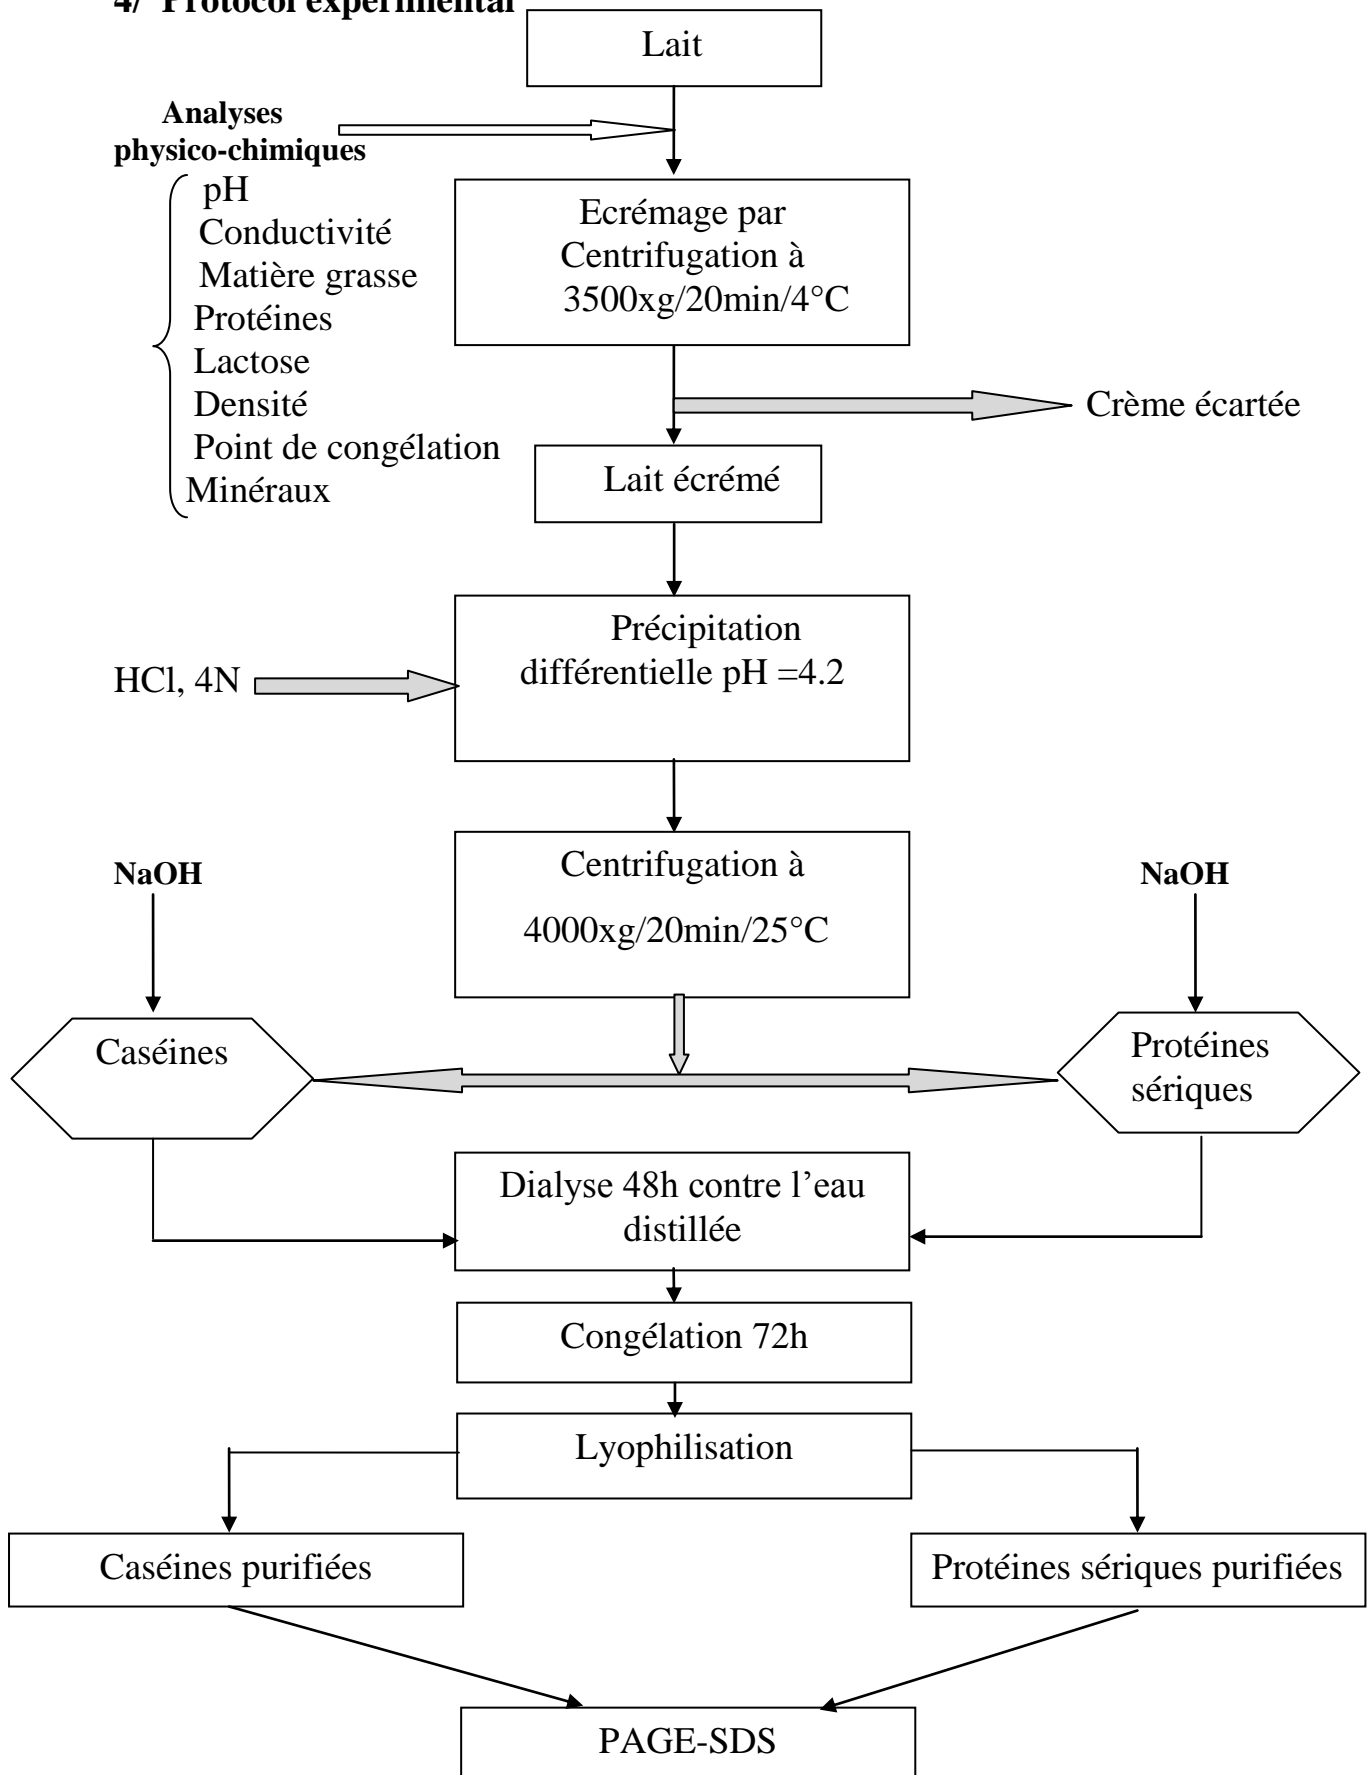 4/ Protocol expérimental
Lait
Analyses
physico-chimiques
pH
Conductivité
Matière grasse
Protéines
Lactose
Densité
Point de congélation
Minéraux
Ecrémage par
Centrifugation à
3500xg/20min/4°C
Crème écartée
Lait écrémé
Précipitation
différentielle pH =4.2
HCl, 4N
Centrifugation à
4000xg/20min/25°C
NaOH
NaOH
Caséines
Protéines
sériques
Dialyse 48h contre l’eau
distillée
Congélation 72h
Lyophilisation
Caséines purifiées
Protéines sériques purifiées
PAGE-SDS